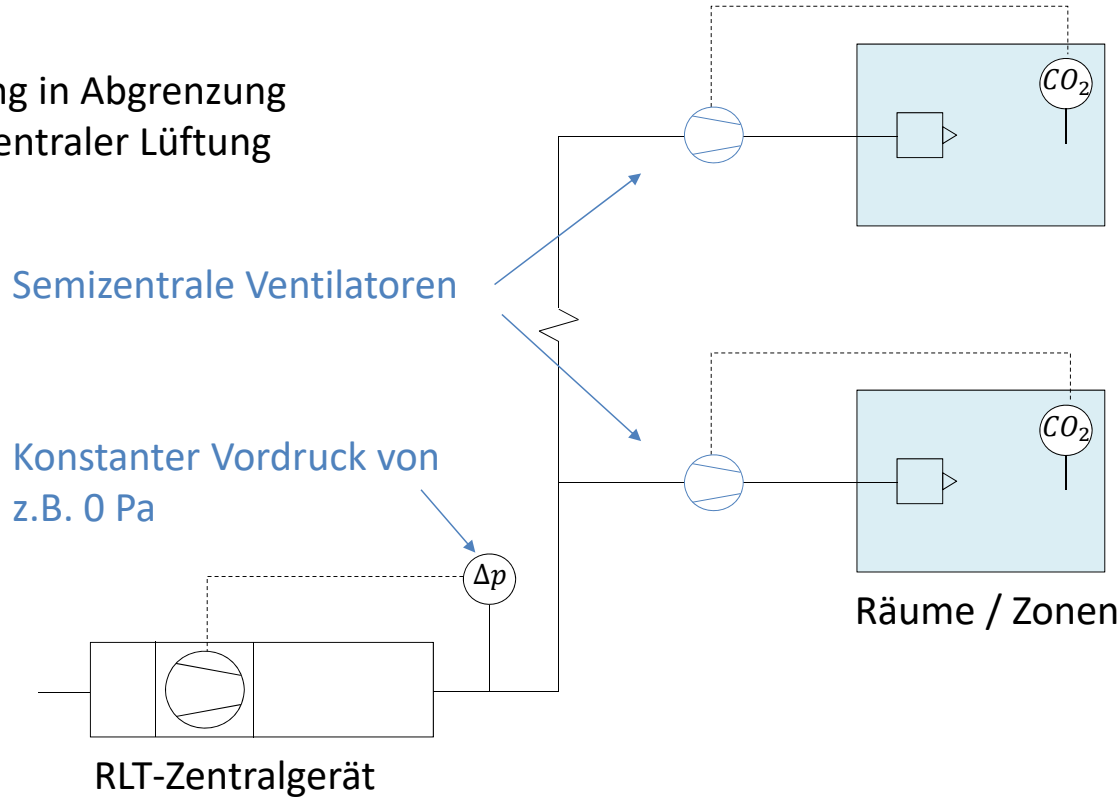 ng in Abgrenzung
entraler Lüftung
CO₂
Semizentrale Ventilatoren
CO₂
Konstanter Vordruck von
z.B. 0 Pa
Δp
Räume / Zonen
RLT-Zentralgerät